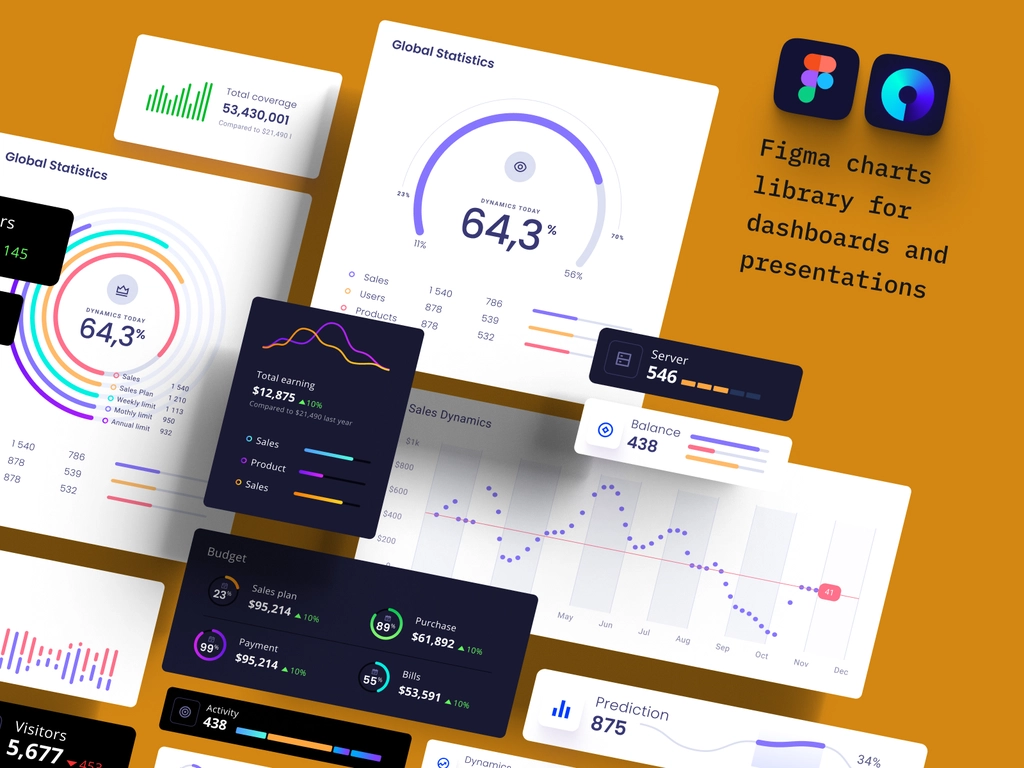 Figma charts
library for
dashboards and
presentations
Total coverage
53,430,001
Compared to $21,490 l
Global Statistics
23%
70%
DYNAMICS TODAY
64,3%
11%
56%
Sales 1 540 786
Users 878 539
Products 878 532
Global Statistics
rs
145
DYNAMICS TODAY
64,3%
Sales 1 540
Sales Plan 1 210
Weekly limit 1 113
Mothly limit 950
Annual limit 932
1 540 786
878 539
878 532
Total earning
$12,875 ▲10%
Compared to $21,490 last year
Sales
Product
Sales
Server
546
Balance
438
Sales Dynamics
$1k
$800
$600
$400
$200
41
May Jun Jul Aug Sep Oct Nov Dec
Budget
23% Sales plan
$95,214 ▲10%
89% Purchase
$61,892 ▲10%
99% Payment
$95,214 ▲10%
55% Bills
$53,591 ▲10%
Activity
438
Visitors
5,677 ▼453
Prediction
875
34%
Dynamics